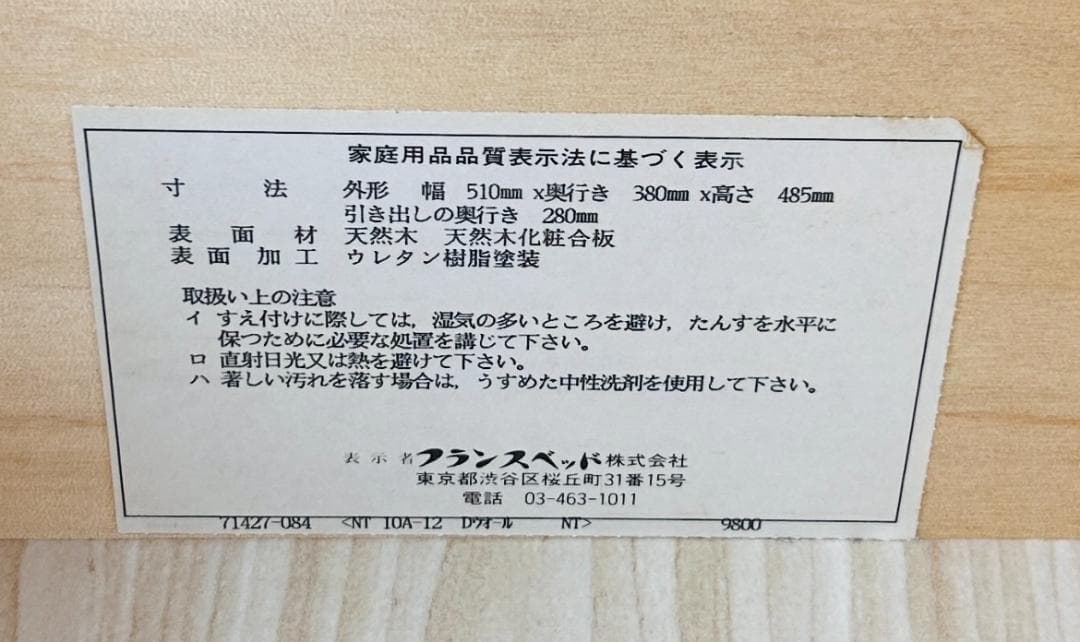 家庭用品品質表示法に基づく表示
寸法 外形 幅 510mm x奥行き 380mm x高さ 485mm
引き出しの奥行き 280mm
表面材 天然木 天然木化粧合板
表面加工 ウレタン樹脂塗装
取扱い上の注意
イ すえ付けに際しては, 湿気の多いところを避け, たんすを水平に
保つために必要な処置を講じて下さい。
ロ 直射日光又は熱を避けて下さい。
ハ 著しい汚れを落す場合は, うすめた中性洗剤を使用して下さい。
表示者 フランスベッド株式会社
東京都渋谷区桜丘町31番15号
電話 03-463-1011
71427-084 <NT IOA-12 Dウオール NT> 9800